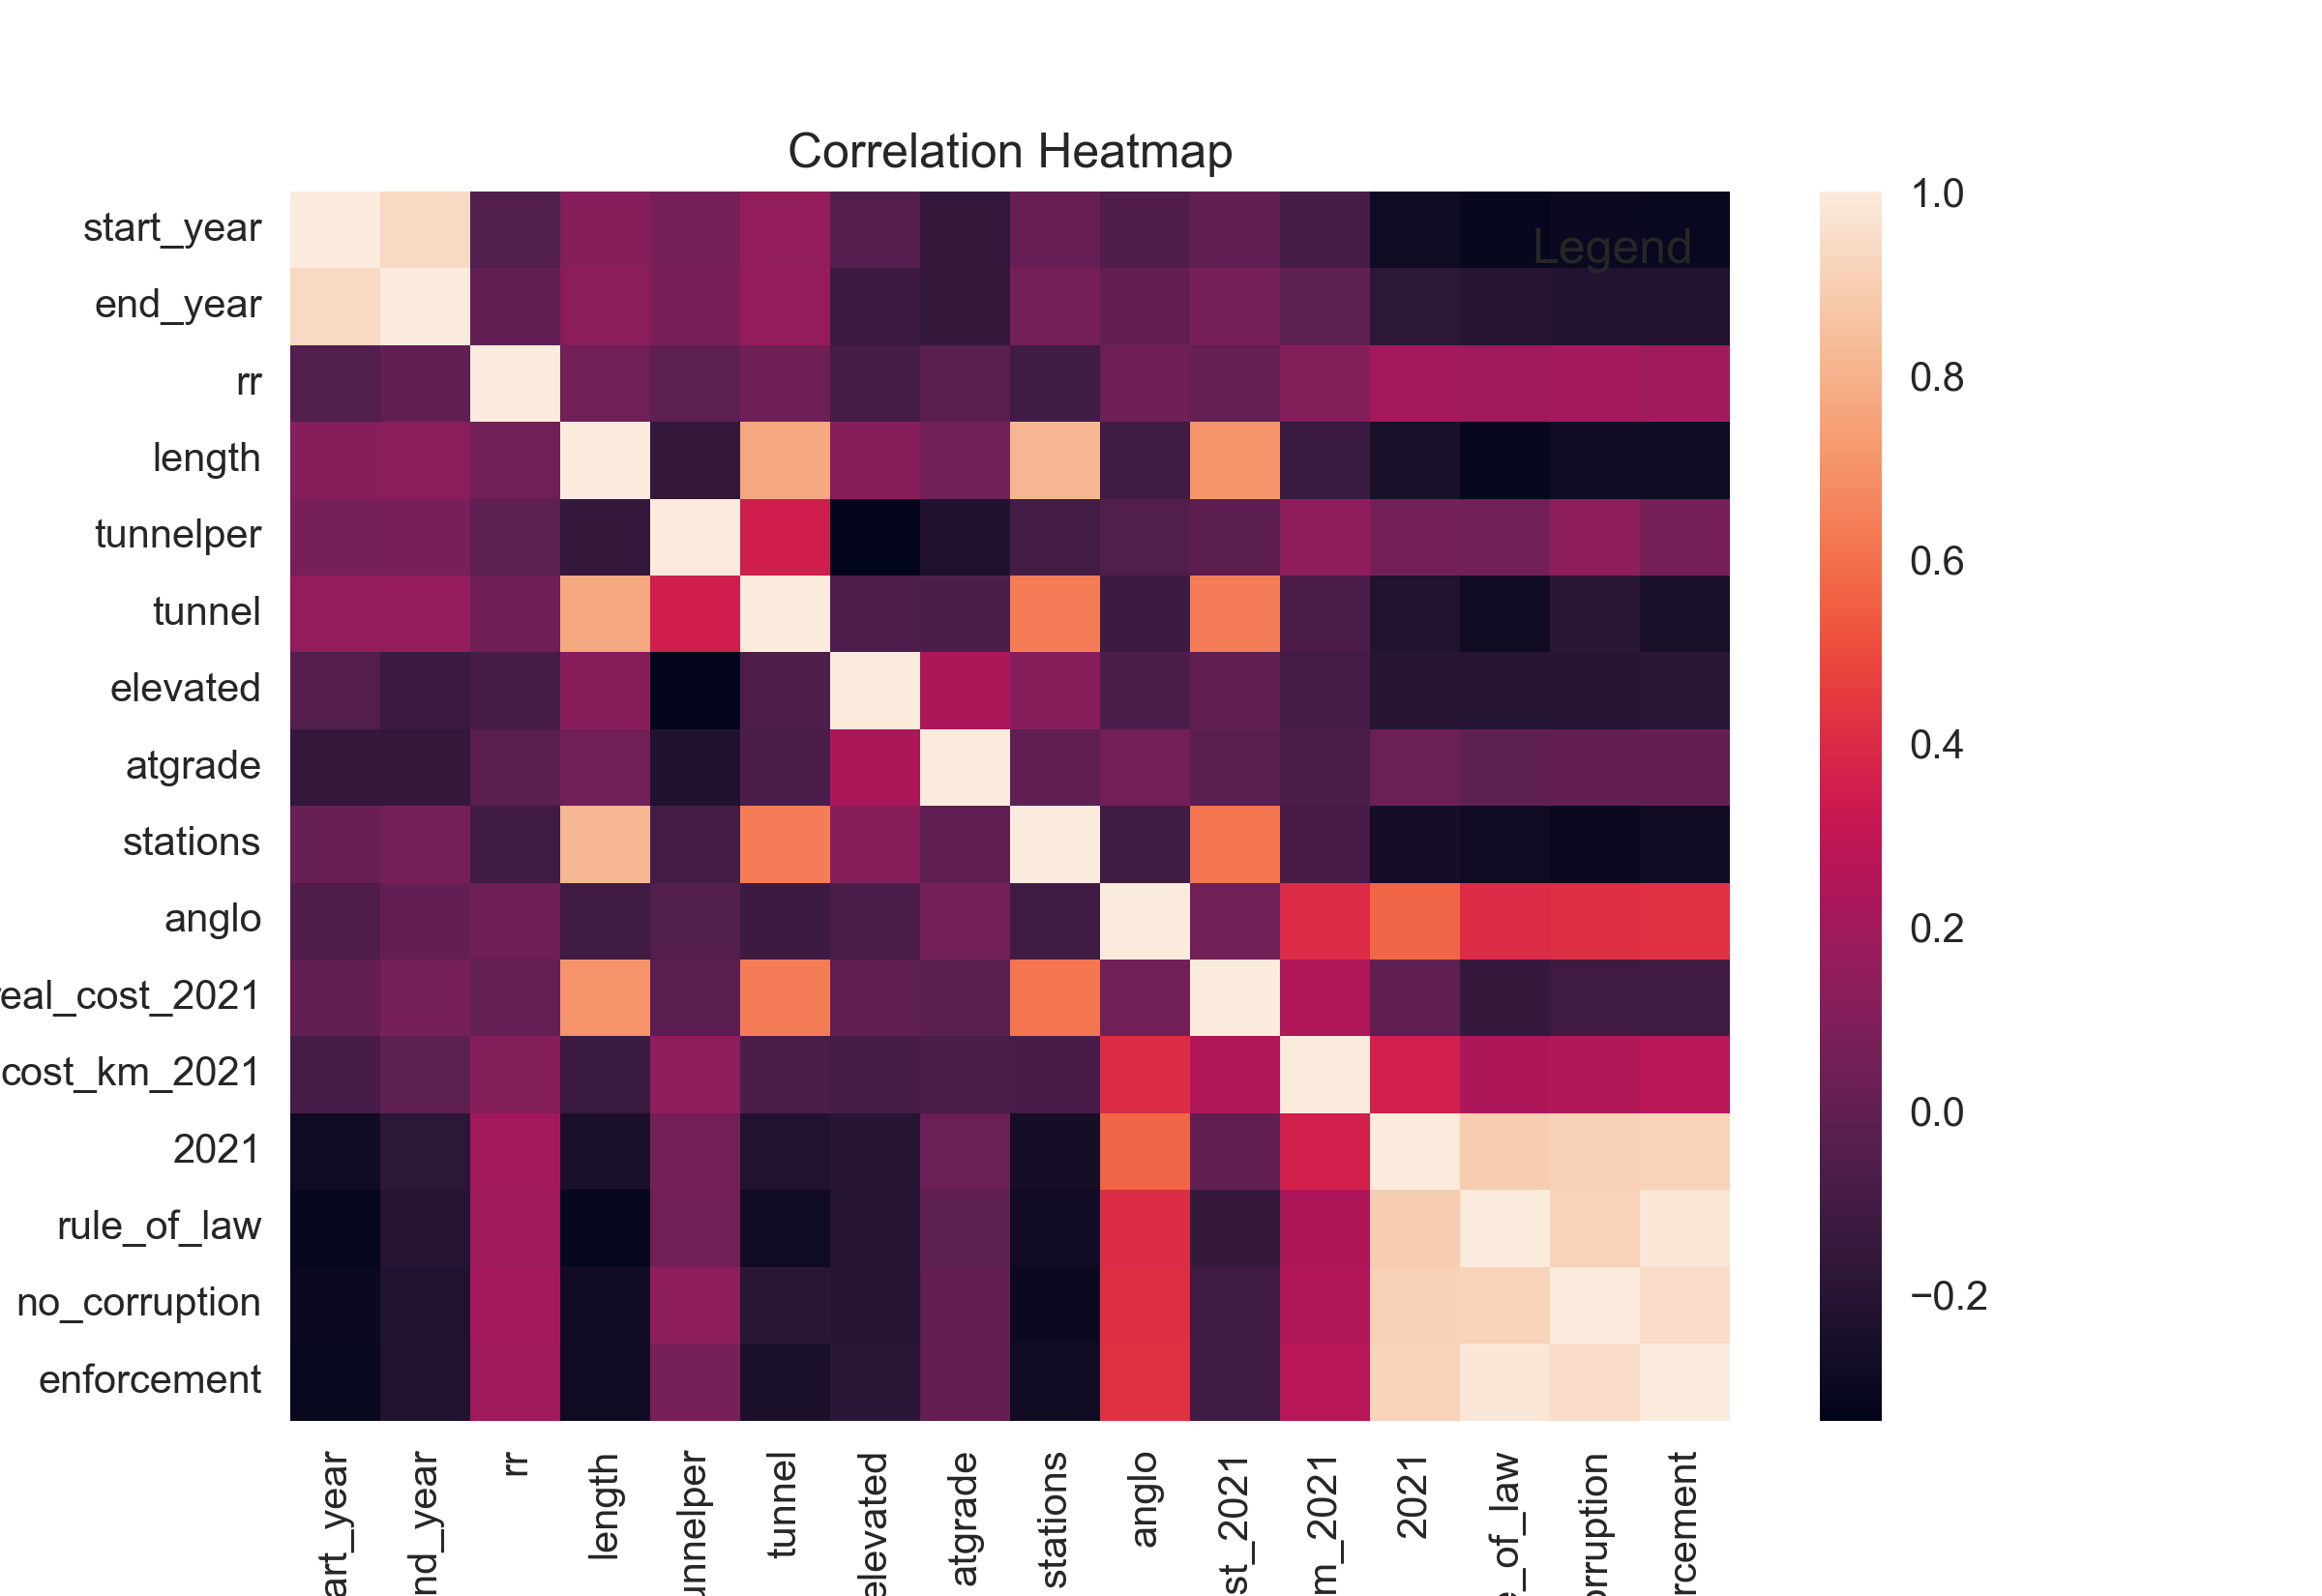 Correlation Heatmap
Legend
start_year
end_year
rr
length
tunnelper
tunnel
elevated
atgrade
stations
anglo
eal_cost_2021
cost_km_2021
2021
rule_of_law
no_corruption
enforcement
art_year
nd_year
rr
length
unnelper
tunnel
elevated
atgrade
stations
anglo
st_2021
m_2021
2021
e_of_law
orruption
rcement
1.0
0.8
0.6
0.4
0.2
0.0
−0.2